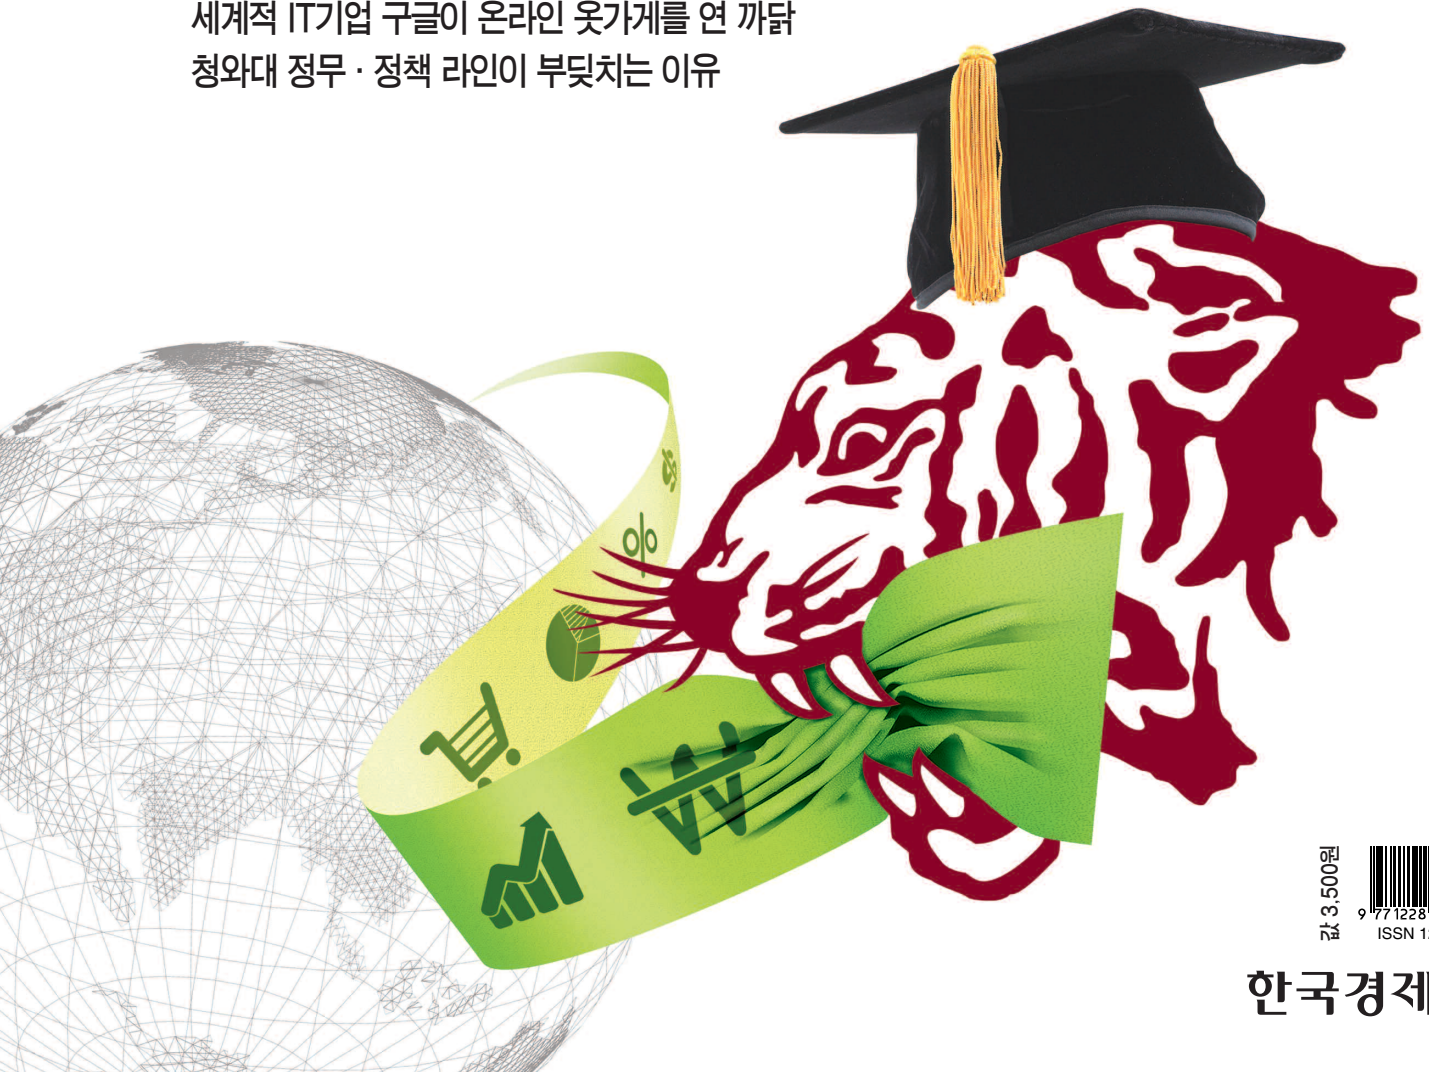 세계적 IT기업 구글이 온라인 옷가게를 연 까닭
청와대 정무 · 정책 라인이 부딪치는 이유
%
₩
값 3,500원
9 771228
ISSN 12
한국경제